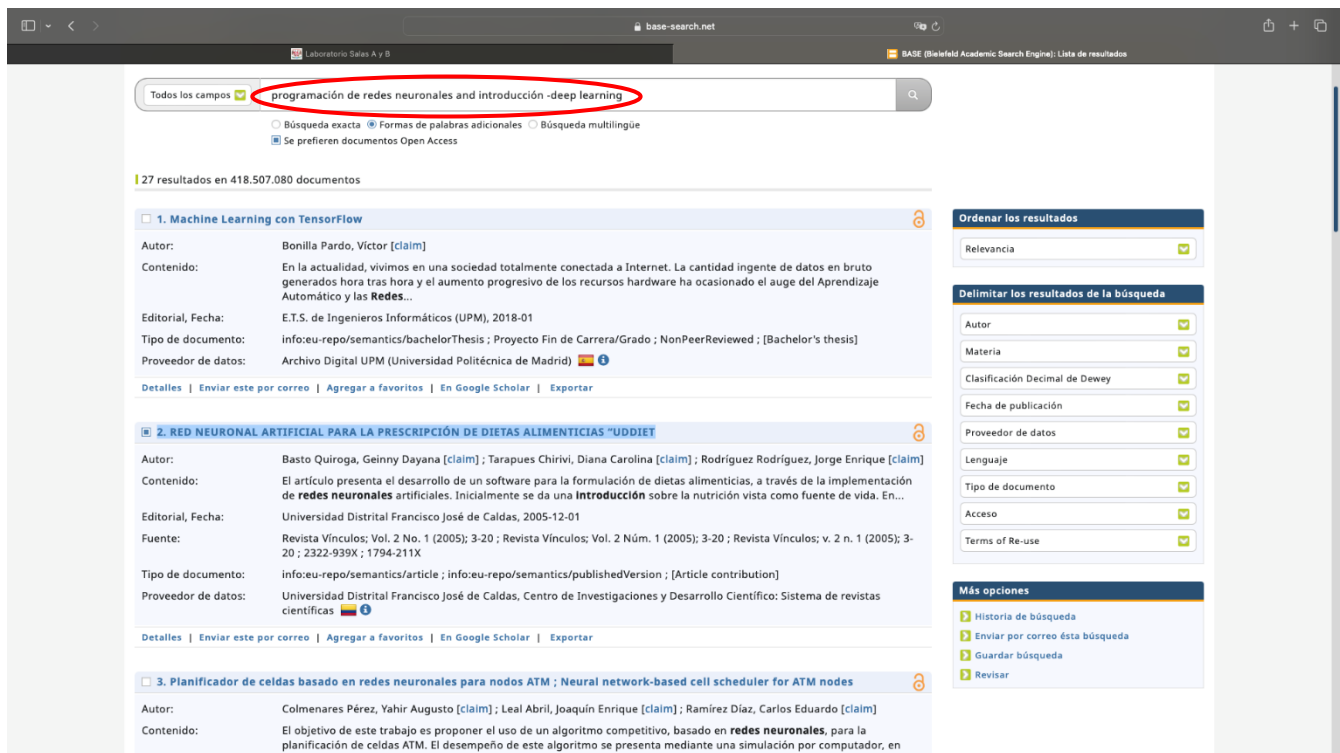 base-search.net
Laboratorio Salas A y B
BASE (Bielefeld Academic Search Engine): Lista de resultados
Todos los campos
programación de redes neuronales and introducción -deep learning
Búsqueda exacta Formas de palabras adicionales Búsqueda multilingüe
Se prefieren documentos Open Access
27 resultados en 418.507.080 documentos
1. Machine Learning con TensorFlow
Autor: Bonilla Pardo, Víctor [claim]
Contenido: En la actualidad, vivimos en una sociedad totalmente conectada a Internet. La cantidad ingente de datos en bruto
generados hora tras hora y el aumento progresivo de los recursos hardware ha ocasionado el auge del Aprendizaje
Automático y las Redes...
Editorial, Fecha: E.T.S. de Ingenieros Informáticos (UPM), 2018-01
Tipo de documento: info:eu-repo/semantics/bachelorThesis ; Proyecto Fin de Carrera/Grado ; NonPeerReviewed ; [Bachelor's thesis]
Proveedor de datos: Archivo Digital UPM (Universidad Politécnica de Madrid)
Detalles | Enviar este por correo | Agregar a favoritos | En Google Scholar | Exportar
2. RED NEURONAL ARTIFICIAL PARA LA PRESCRIPCIÓN DE DIETAS ALIMENTICIAS "UDDIET
Autor: Basto Quiroga, Geinny Dayana [claim] ; Tarapues Chirivi, Diana Carolina [claim] ; Rodríguez Rodríguez, Jorge Enrique [claim]
Contenido: El artículo presenta el desarrollo de un software para la formulación de dietas alimenticias, a través de la implementación
de redes neuronales artificiales. Inicialmente se da una introducción sobre la nutrición vista como fuente de vida. En...
Editorial, Fecha: Universidad Distrital Francisco José de Caldas, 2005-12-01
Fuente: Revista Vínculos; Vol. 2 No. 1 (2005); 3-20 ; Revista Vínculos; Vol. 2 Núm. 1 (2005); 3-20 ; Revista Vínculos; v. 2 n. 1 (2005); 3-
20 ; 2322-939X ; 1794-211X
Tipo de documento: info:eu-repo/semantics/article ; info:eu-repo/semantics/publishedVersion ; [Article contribution]
Proveedor de datos: Universidad Distrital Francisco José de Caldas, Centro de Investigaciones y Desarrollo Científico: Sistema de revistas
científicas
Detalles | Enviar este por correo | Agregar a favoritos | En Google Scholar | Exportar
3. Planificador de celdas basado en redes neuronales para nodos ATM ; Neural network-based cell scheduler for ATM nodes
Autor: Colmenares Pérez, Yahir Augusto [claim] ; Leal Abril, Joaquín Enrique [claim] ; Ramírez Díaz, Carlos Eduardo [claim]
Contenido: El objetivo de este trabajo es proponer el uso de un algoritmo competitivo, basado en redes neuronales, para la
planificación de celdas ATM. El desempeño de este algoritmo se presenta mediante una simulación por computador, en
Ordenar los resultados
Relevancia
Delimitar los resultados de la búsqueda
Autor
Materia
Clasificación Decimal de Dewey
Fecha de publicación
Proveedor de datos
Lenguaje
Tipo de documento
Acceso
Terms of Re-use
Más opciones
Historia de búsqueda
Enviar por correo ésta búsqueda
Guardar búsqueda
Revisar